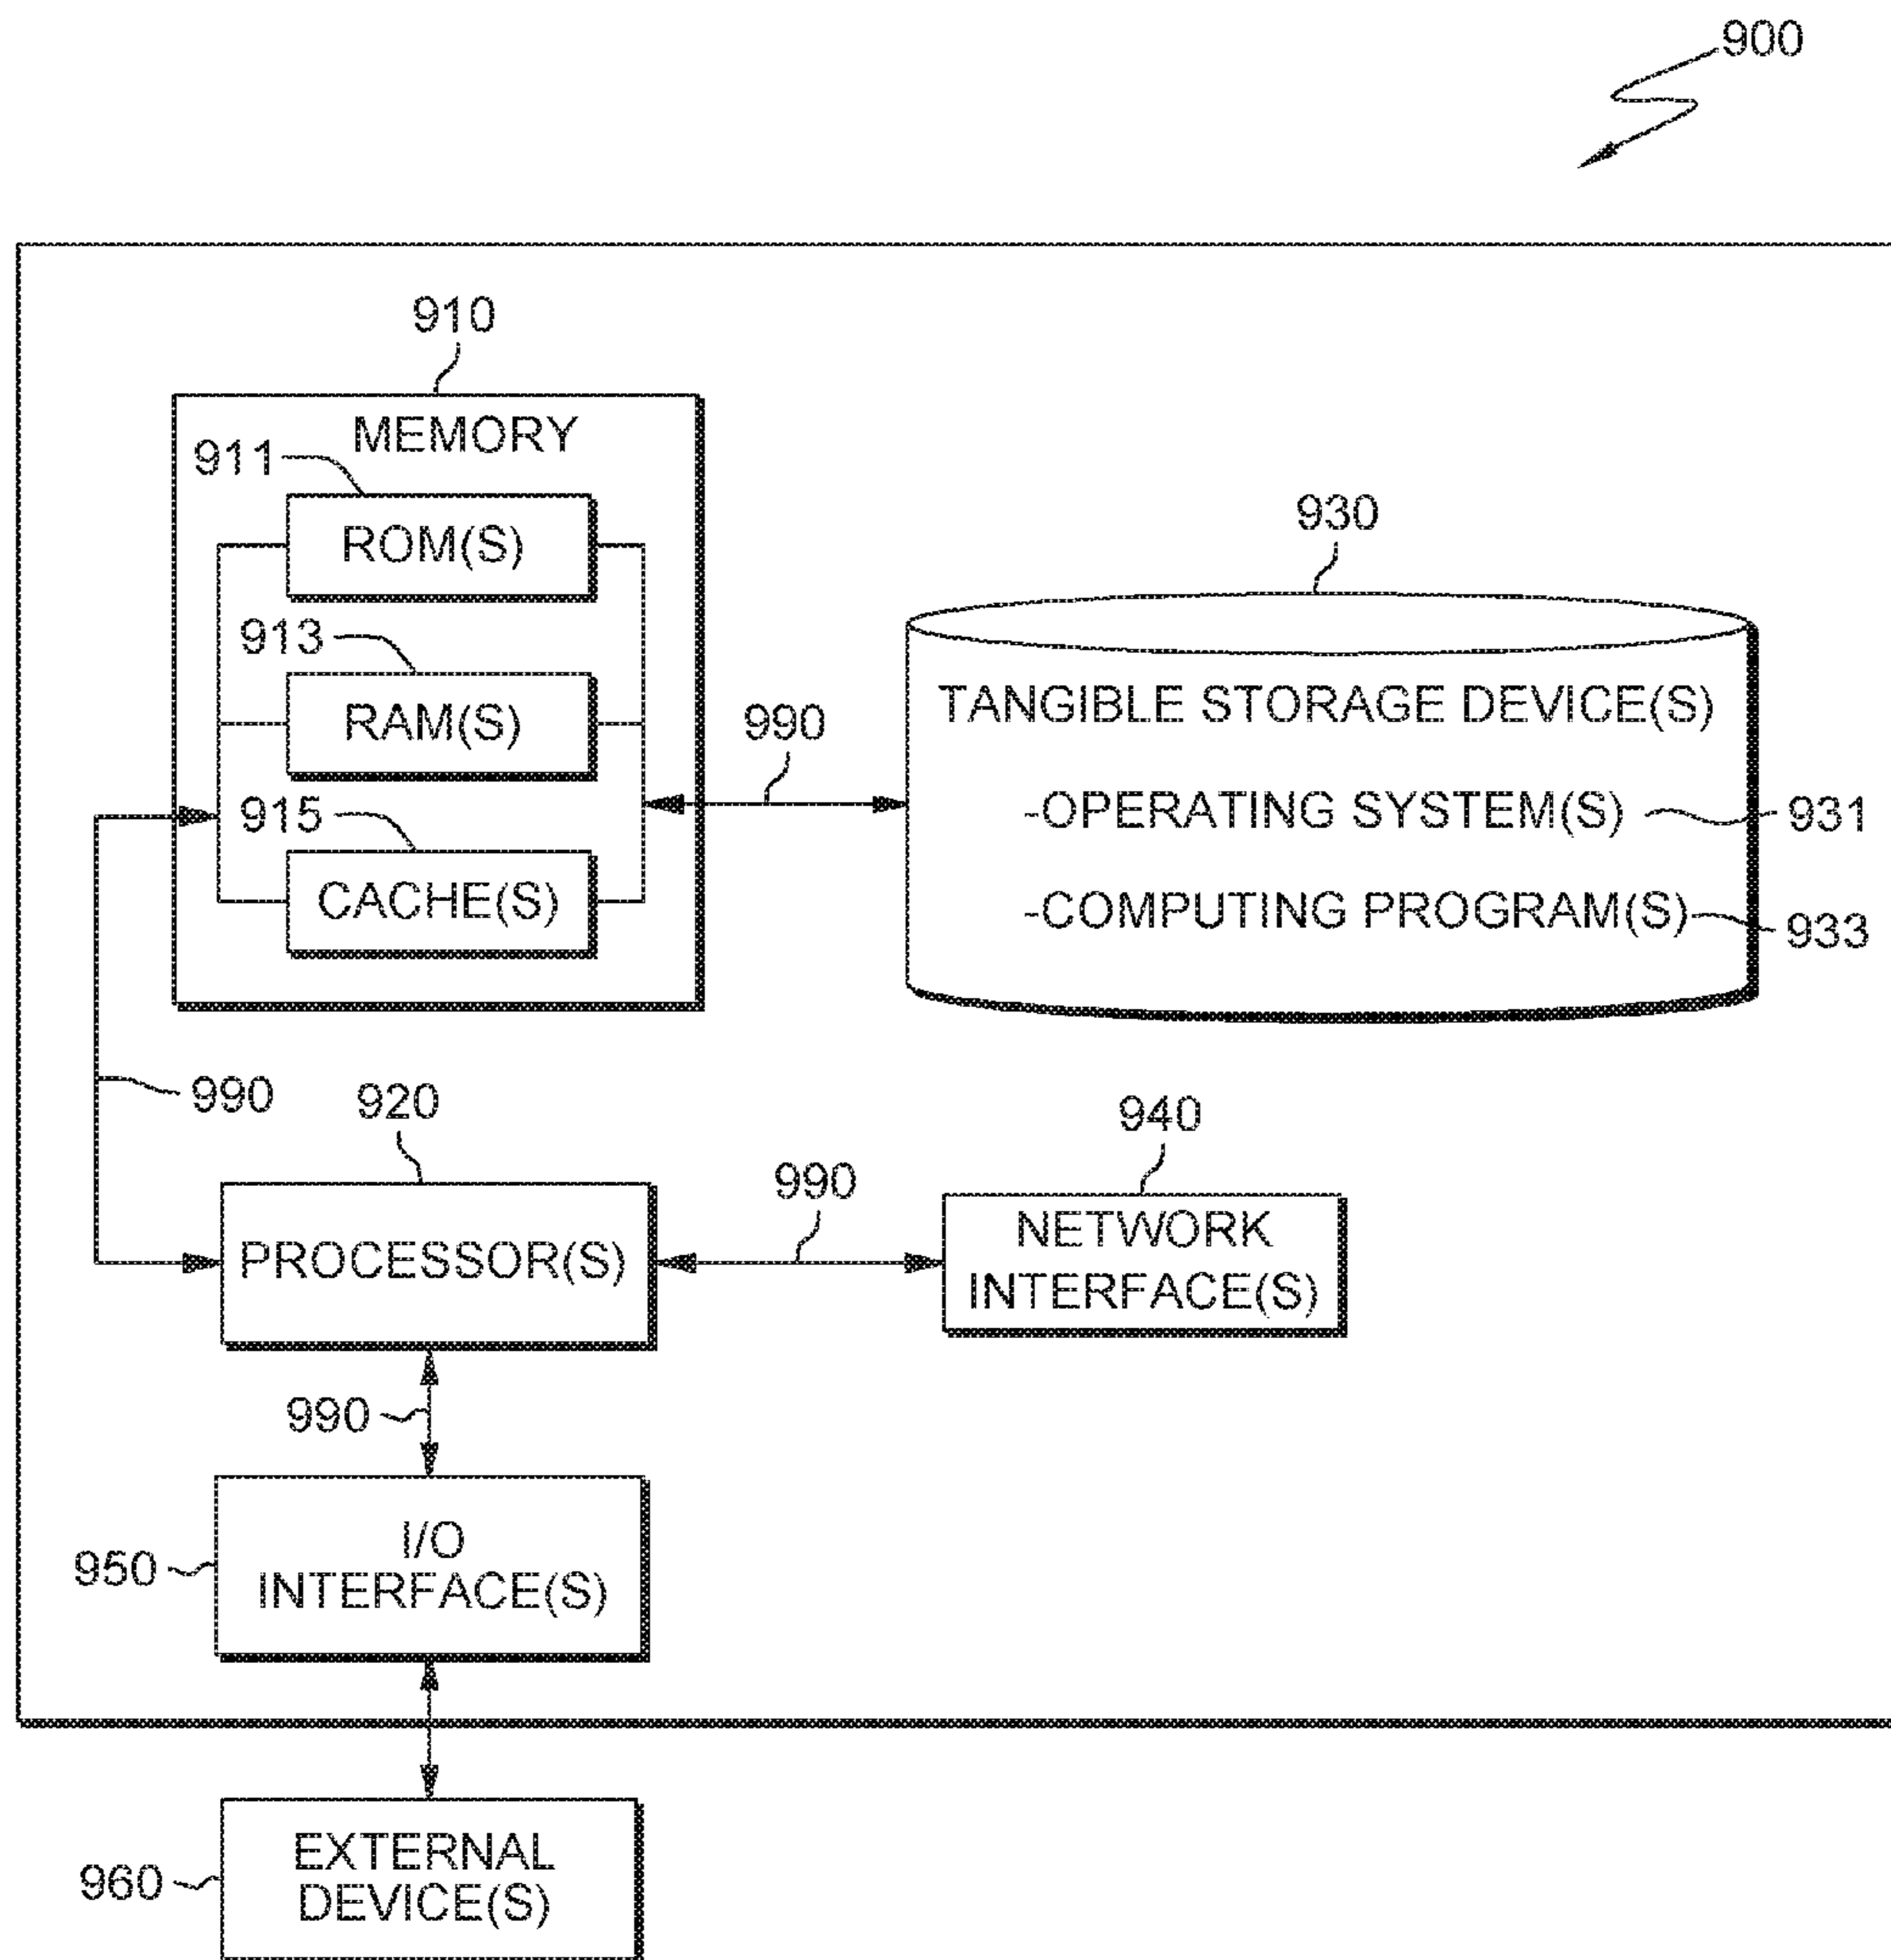 900
910
MEMORY
911
ROM(S)
930
913
RAM(S)
990
TANGIBLE STORAGE DEVICE(S)
915
-OPERATING SYSTEM(S)
931
CACHE(S)
-COMPUTING PROGRAM(S)
933
990
920
940
990
PROCESSOR(S)
NETWORK
INTERFACE(S)
990
I/O
INTERFACE(S)
950
EXTERNAL
DEVICE(S)
960